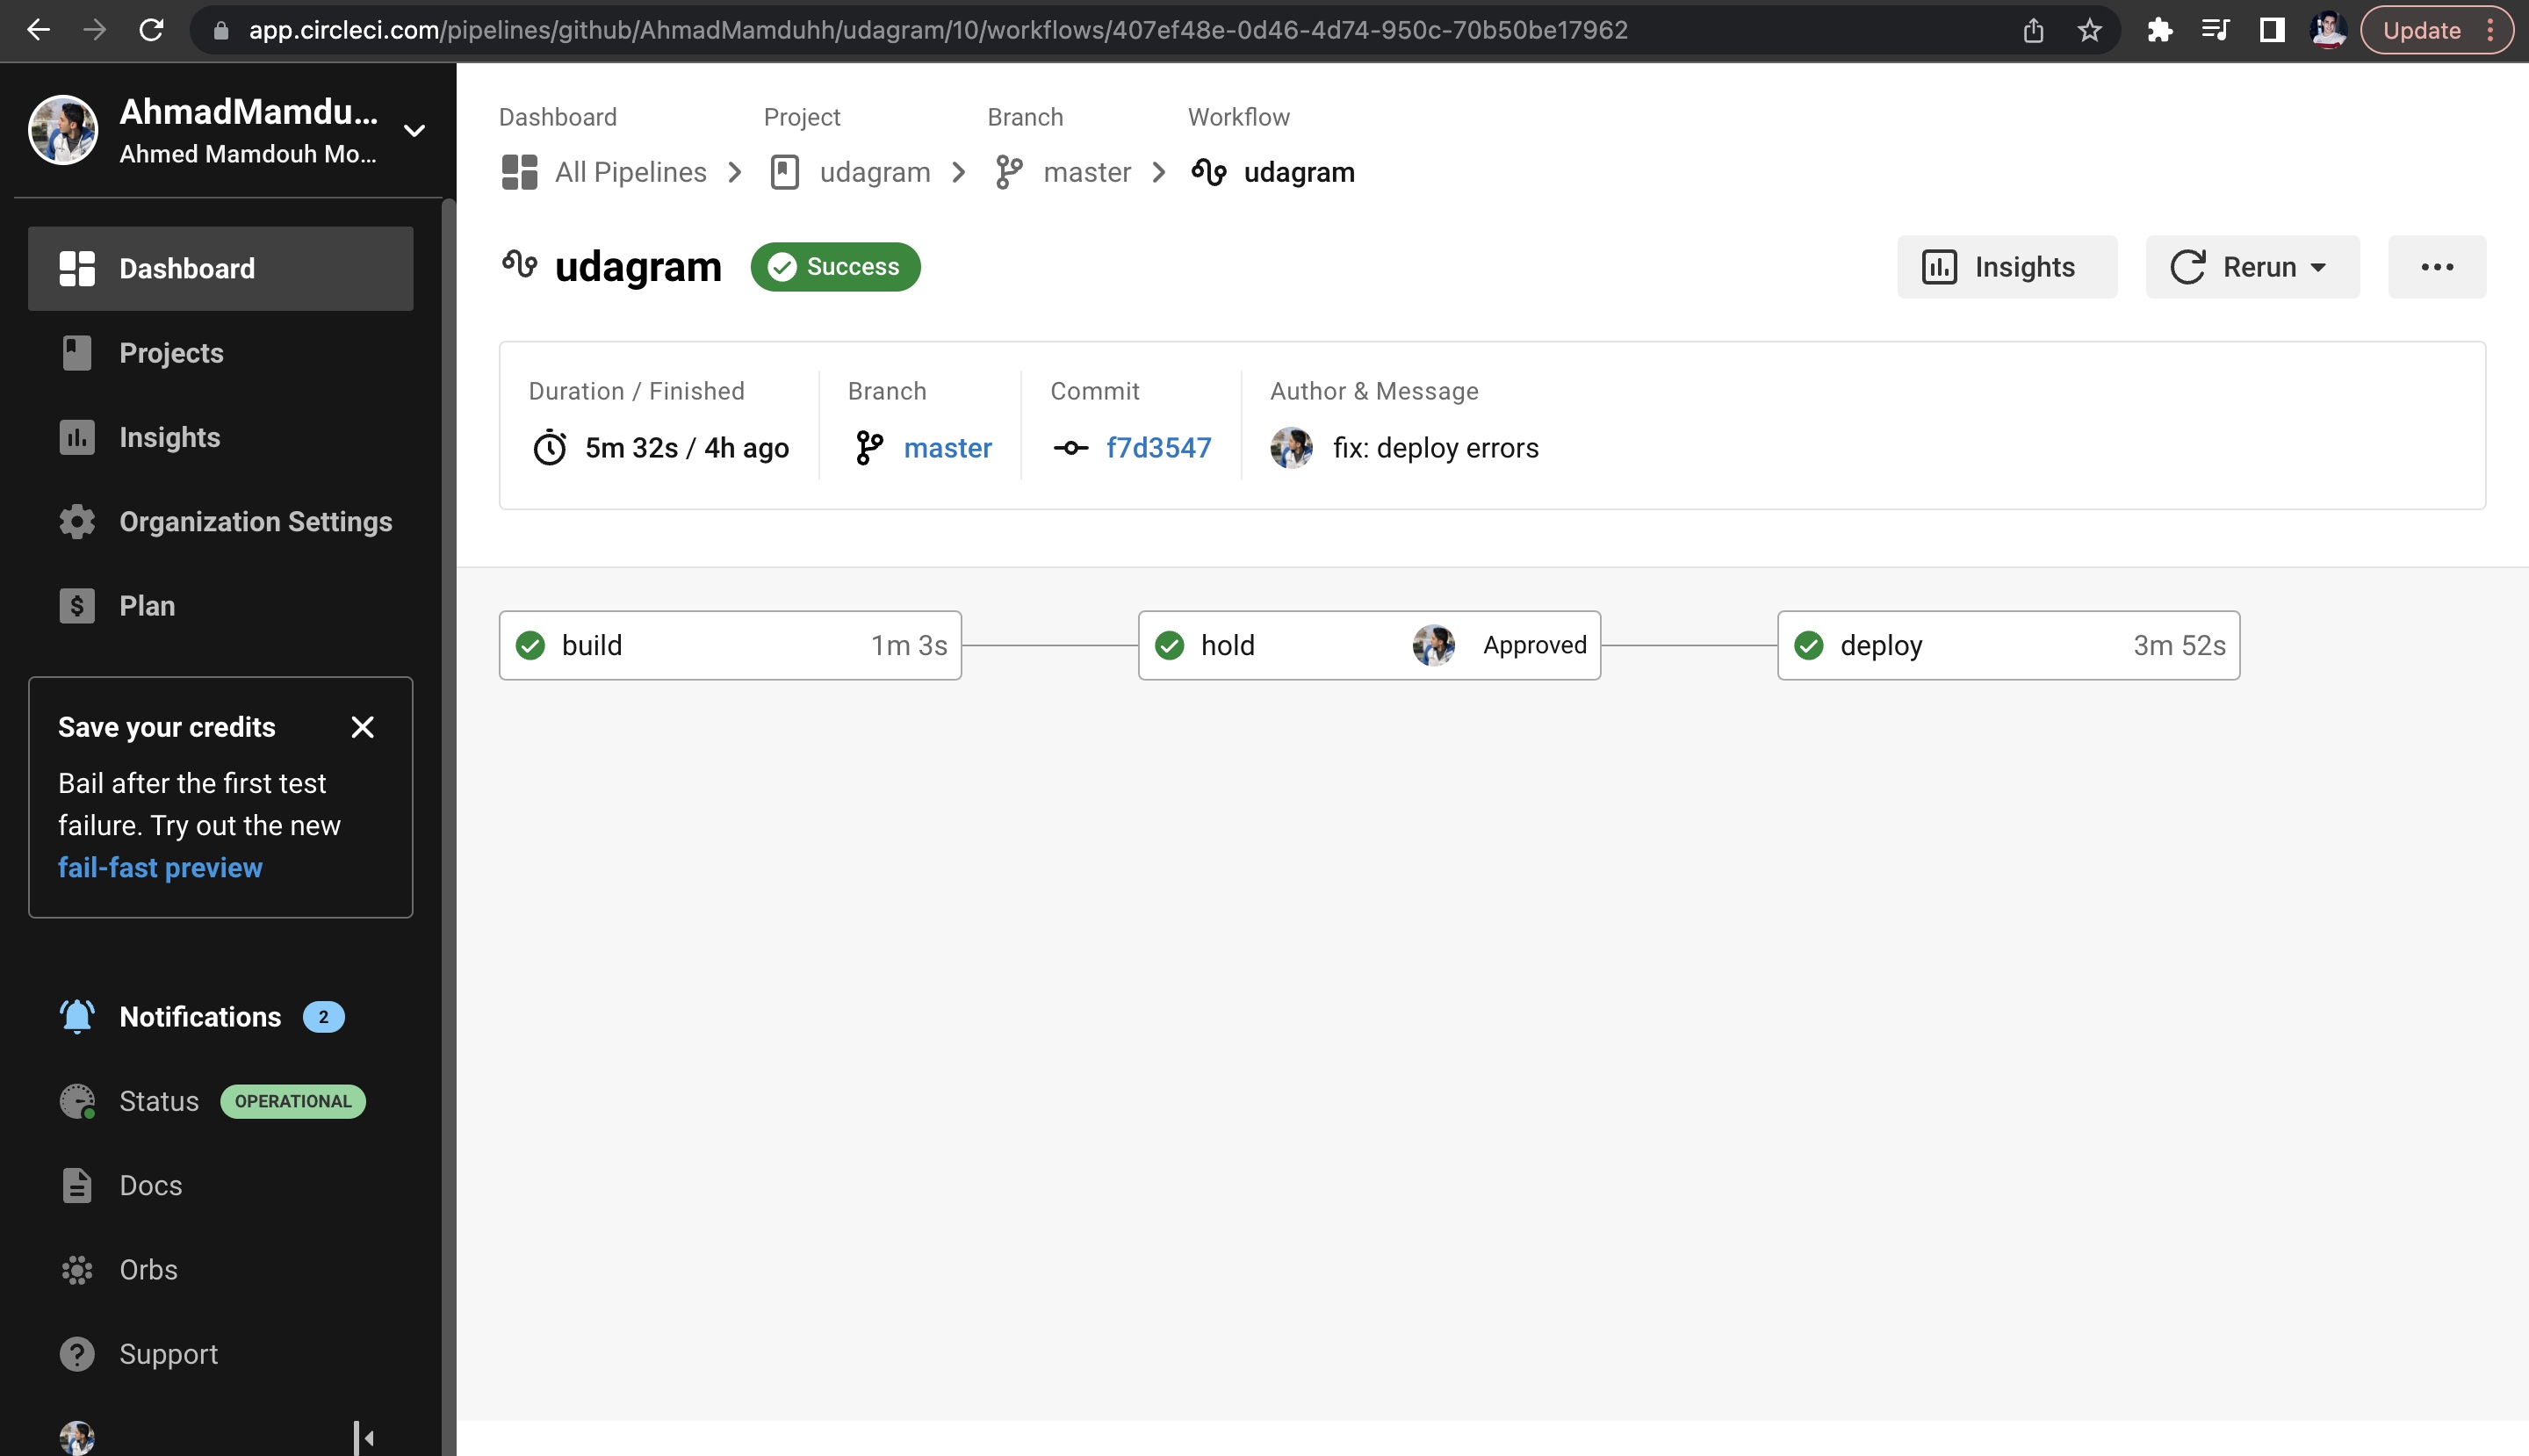 app.circleci.com/pipelines/github/AhmadMamduhh/udagram/10/workflows/407ef48e-0d46-4d74-950c-70b50be17962
Update
AhmadMamdu...
Ahmed Mamdouh Mo...
Dashboard
Projects
Insights
Organization Settings
Plan
Save your credits
Bail after the first test
failure. Try out the new
fail-fast preview
Notifications 2
Status OPERATIONAL
Docs
Orbs
Support
Dashboard Project Branch Workflow
All Pipelines udagram master udagram
udagram Success
Insights Rerun
Duration / Finished Branch Commit Author & Message
5m 32s / 4h ago master f7d3547 fix: deploy errors
build 1m 3s hold Approved deploy 3m 52s